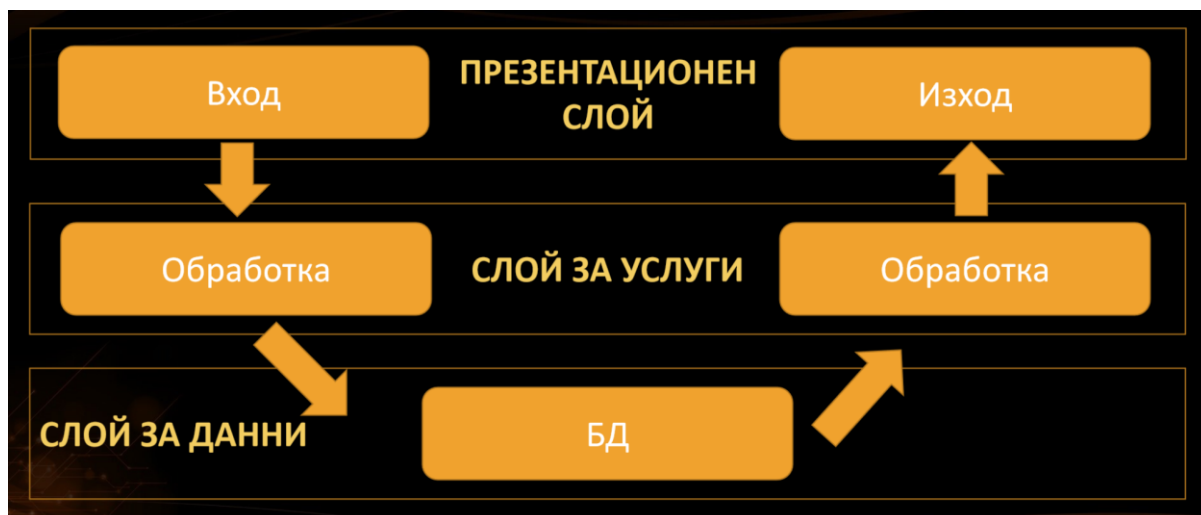 Вход
ПРЕЗЕНТАЦИОНЕН
СЛОЙ
Изход
Обработка
СЛОЙ ЗА УСЛУГИ
Обработка
СЛОЙ ЗА ДАННИ
БД